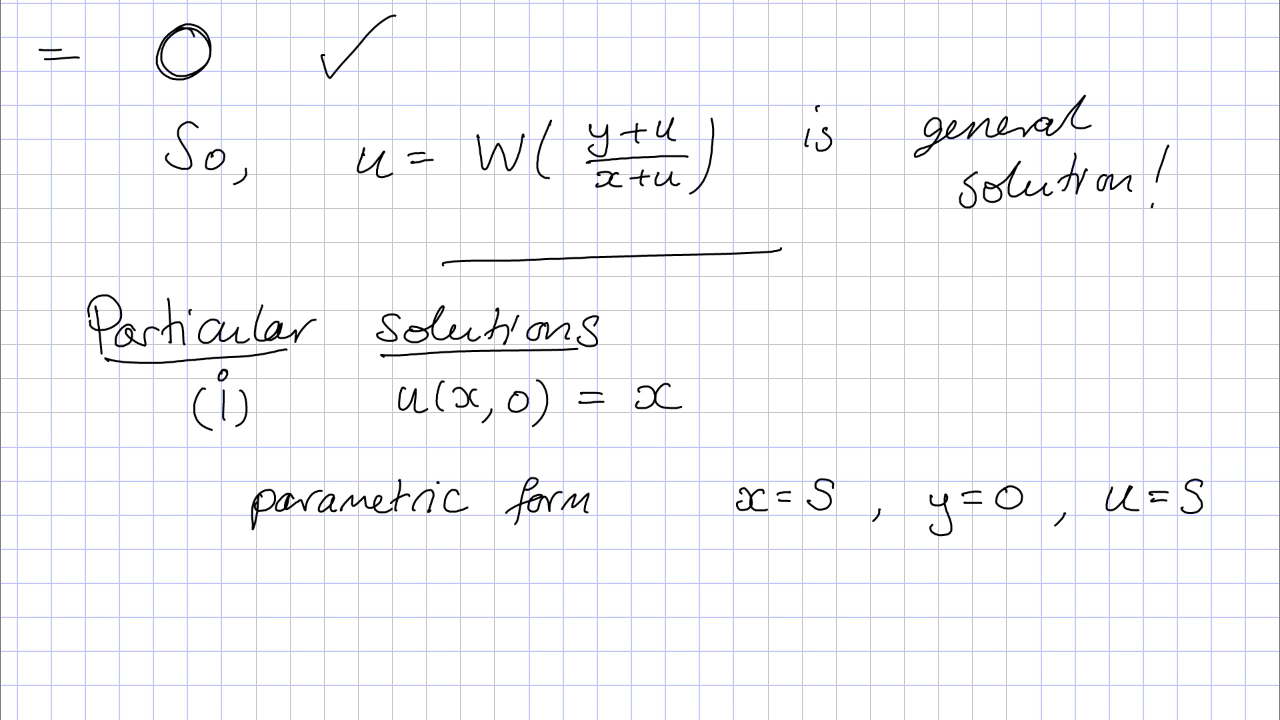 = 0 ✓
So, u = W( (y+u)/(x+u) ) is general
solution!
Particular solutions
(i) u(x,0) = x
parametric form x=S , y=0 , u=S